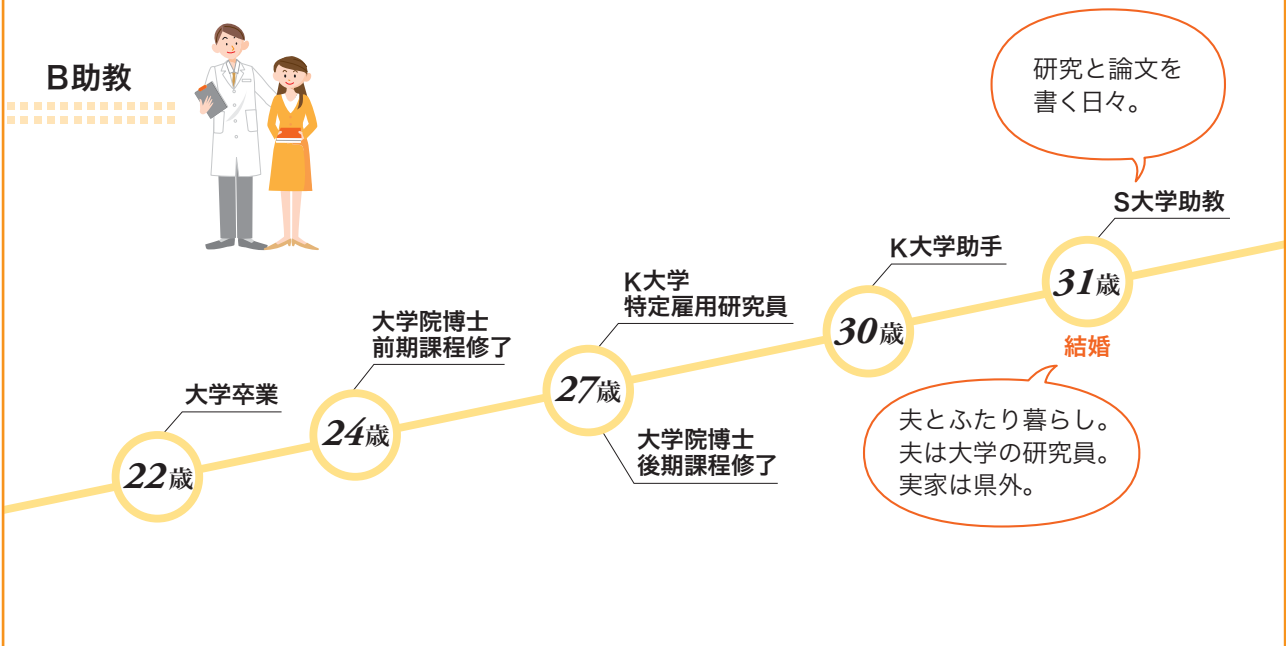 B助教
研究と論文を
書く日々。
S大学助教
31歳
結婚
夫とふたり暮らし。
夫は大学の研究員。
実家は県外。
K大学助手
30歳
K大学
特定雇用研究員
27歳
大学院博士
後期課程修了
大学院博士
前期課程修了
24歳
大学卒業
22歳